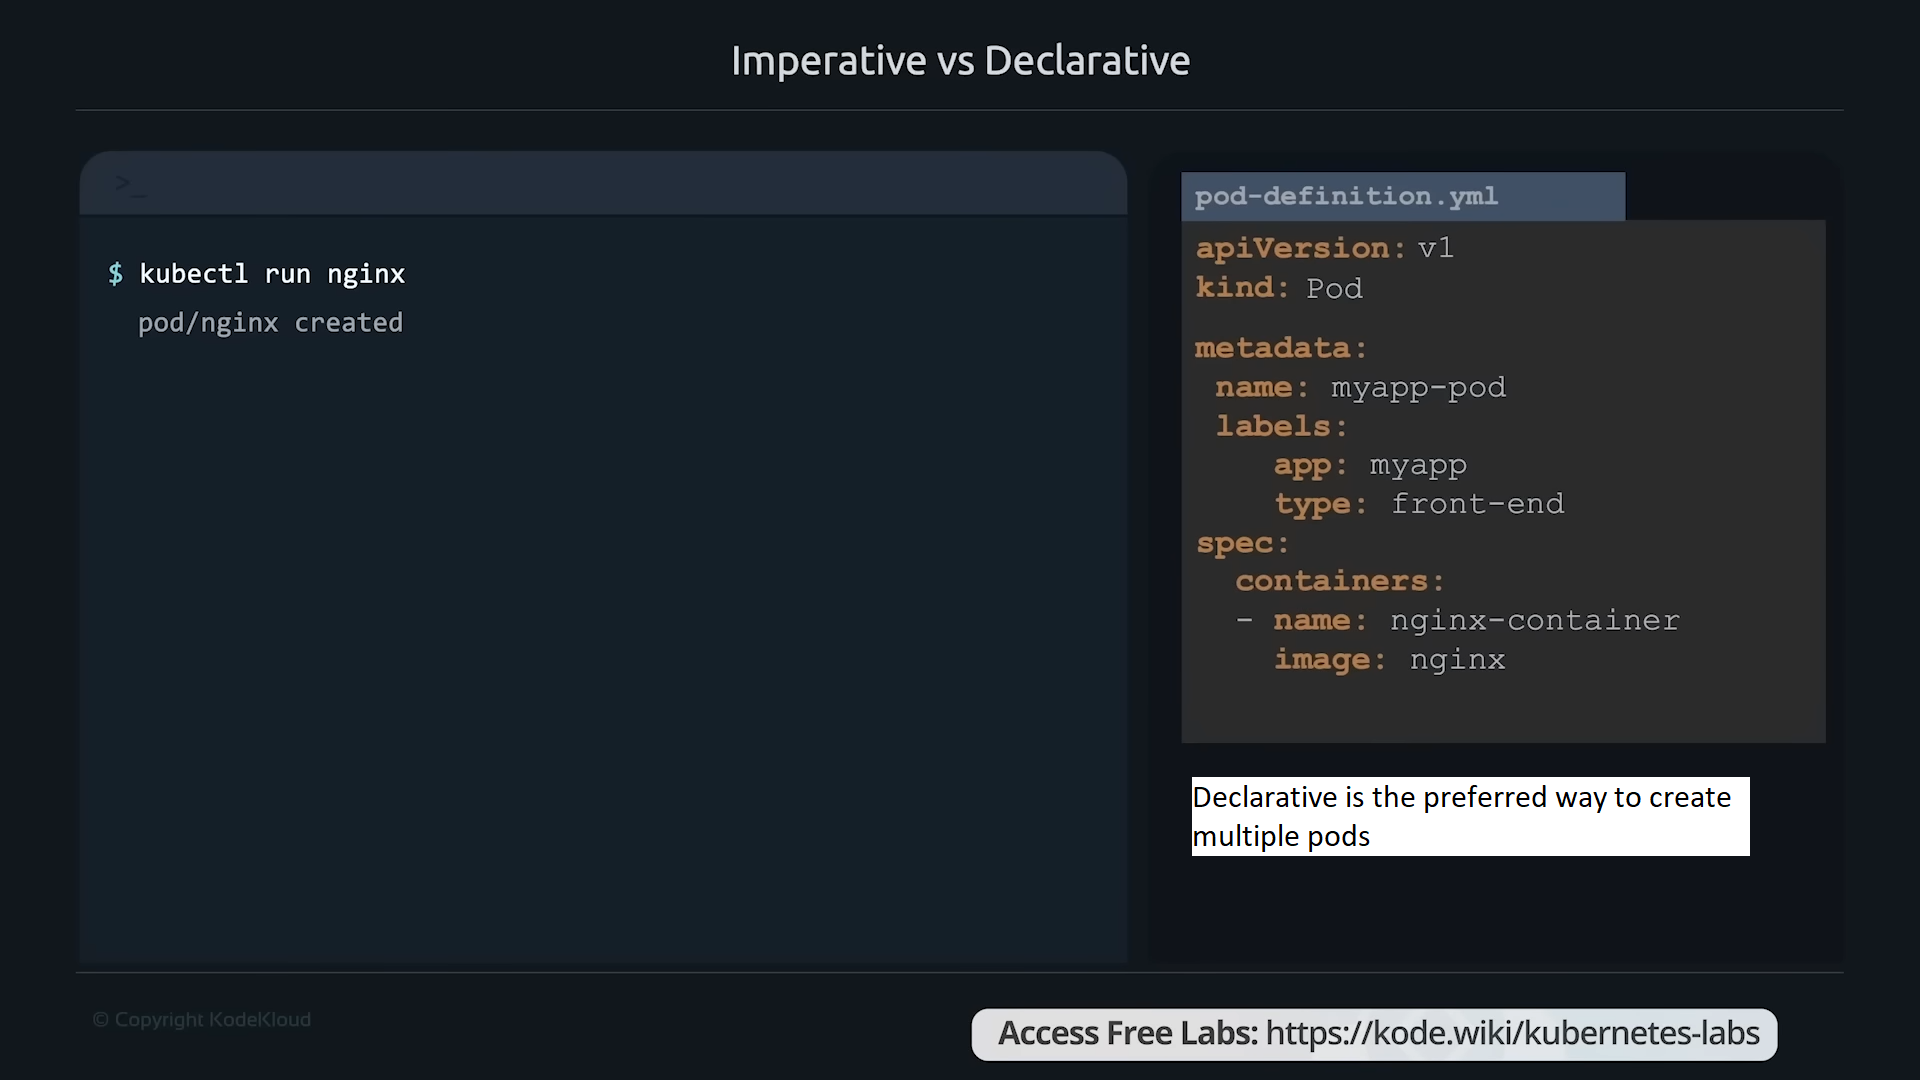 Imperative vs Declarative
>_
$ kubectl run nginx
pod/nginx created
pod-definition.yml
apiVersion: v1
kind: Pod
metadata:
name: myapp-pod
labels:
app: myapp
type: front-end
spec:
containers:
- name: nginx-container
image: nginx
Declarative is the preferred way to create
multiple pods
© Copyright KodeKloud
Access Free Labs: https://kode.wiki/kubernetes-labs